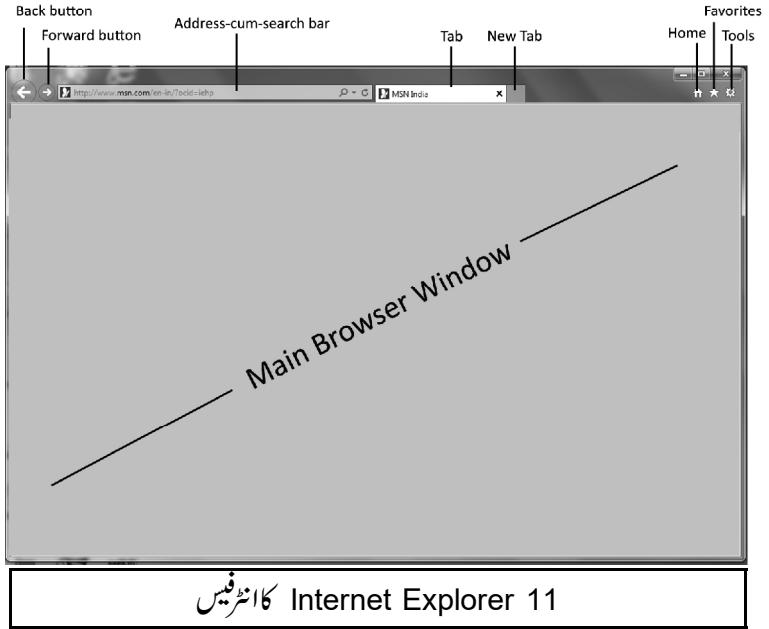 Back button
Favorites
Address-cum-search bar
Forward button
Tab
New Tab
Home
Tools
http://www.msn.com/en-in/?ocid=iehp
MSN India
Main Browser Window
Internet Explorer 11 کا انٹرفیس